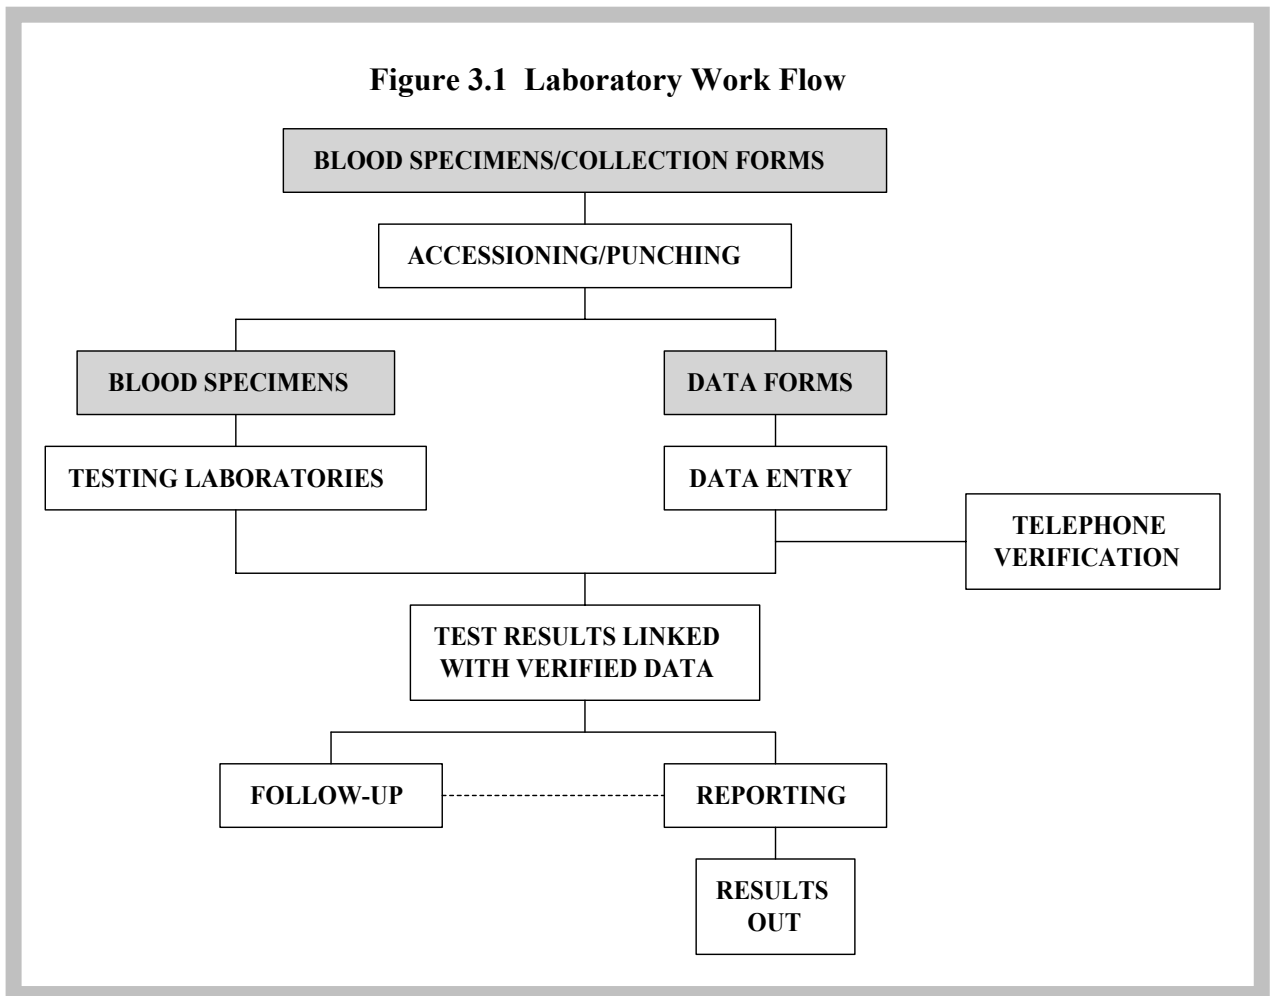 Figure 3.1 Laboratory Work Flow
BLOOD SPECIMENS/COLLECTION FORMS
ACCESSIONING/PUNCHING
BLOOD SPECIMENS
DATA FORMS
TESTING LABORATORIES
DATA ENTRY
TELEPHONE
VERIFICATION
TEST RESULTS LINKED
WITH VERIFIED DATA
FOLLOW-UP
REPORTING
RESULTS
OUT